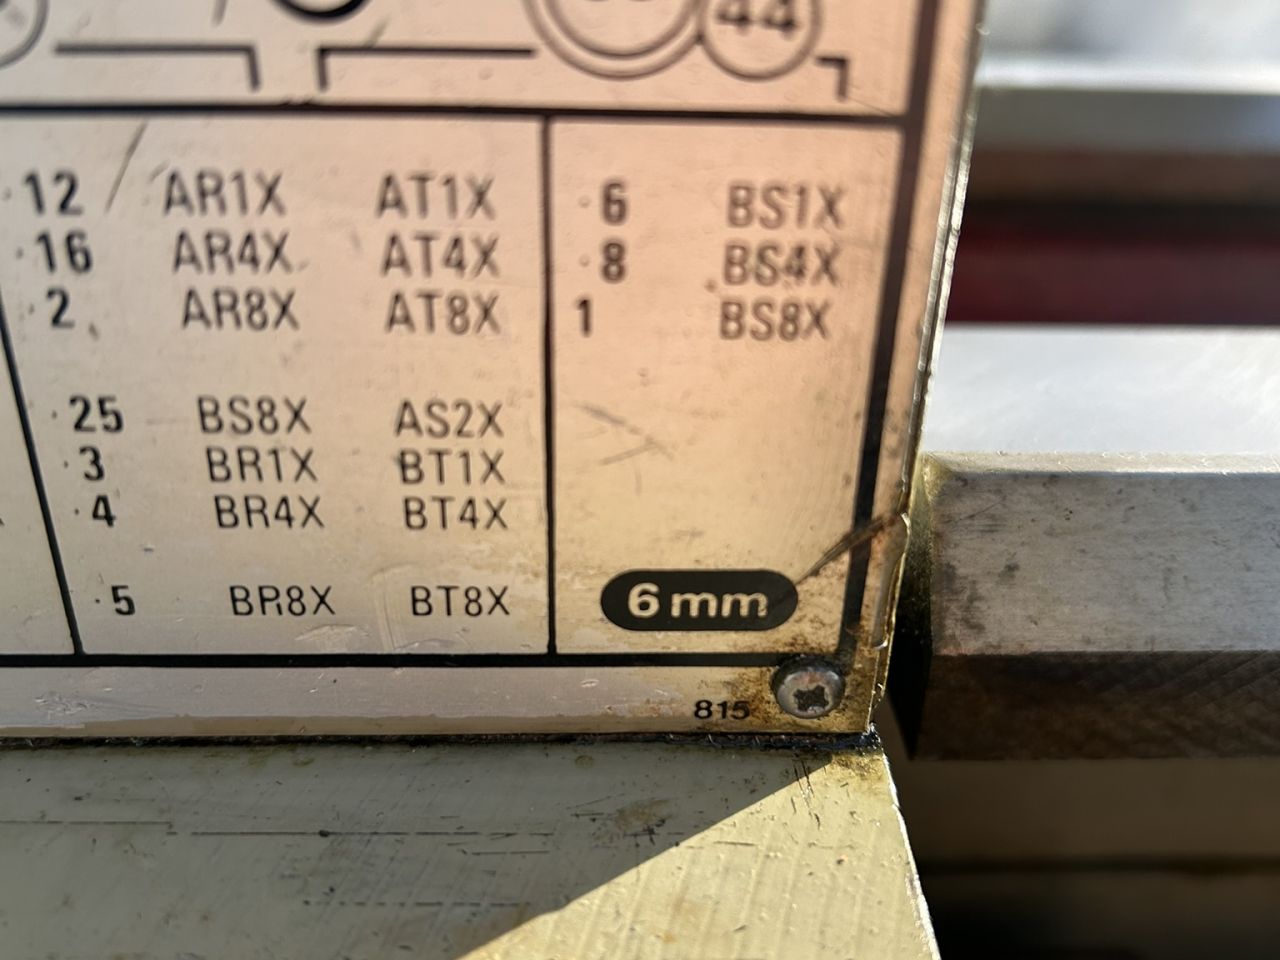 44
·12 AR1X AT1X ·6 BS1X
·16 AR4X AT4X ·8 BS4X
·2 AR8X AT8X 1 BS8X
·25 BS8X AS2X
·3 BR1X BT1X
·4 BR4X BT4X
·5 BR8X BT8X 6 mm
815